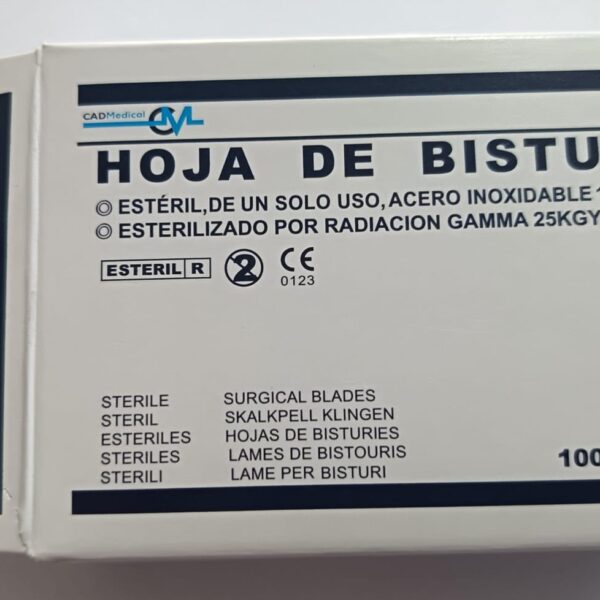 CADMedical CML
HOJA DE BISTU
ESTÉRIL,DE UN SOLO USO,ACERO INOXIDABLE
ESTERILIZADO POR RADIACION GAMMA 25KGY
ESTERIL R 2 CE
0123
STERILE SURGICAL BLADES
STERIL SKALKPELL KLINGEN
ESTERILES HOJAS DE BISTURIES
STERILES LAMES DE BISTOURIS
STERILI LAME PER BISTURI
100